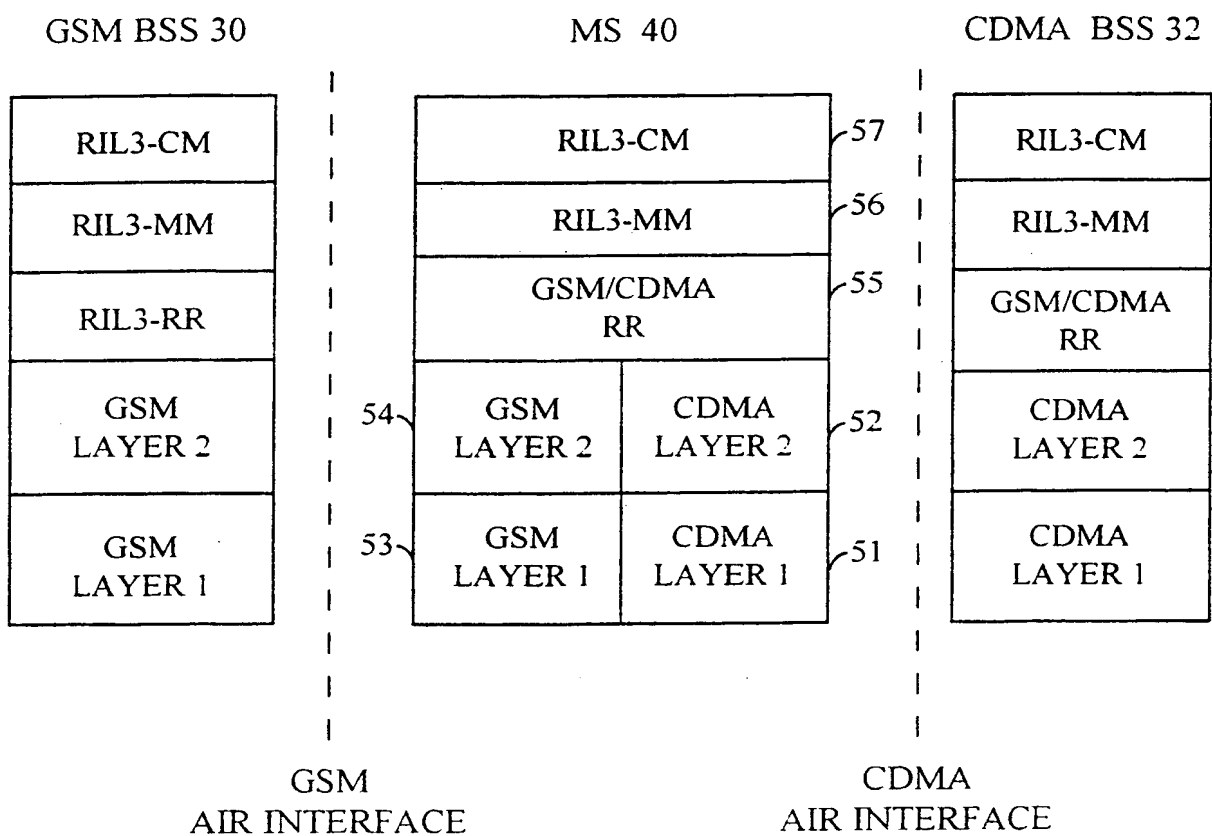 GSM BSS 30
MS 40
CDMA BSS 32
RIL3-CM
RIL3-MM
RIL3-RR
GSM
LAYER 2
GSM
LAYER 1
RIL3-CM
57
RIL3-MM
56
GSM/CDMA
RR
55
54
GSM
LAYER 2
CDMA
LAYER 2
52
53
GSM
LAYER 1
CDMA
LAYER 1
51
RIL3-CM
RIL3-MM
GSM/CDMA
RR
CDMA
LAYER 2
CDMA
LAYER 1
GSM
AIR INTERFACE
CDMA
AIR INTERFACE